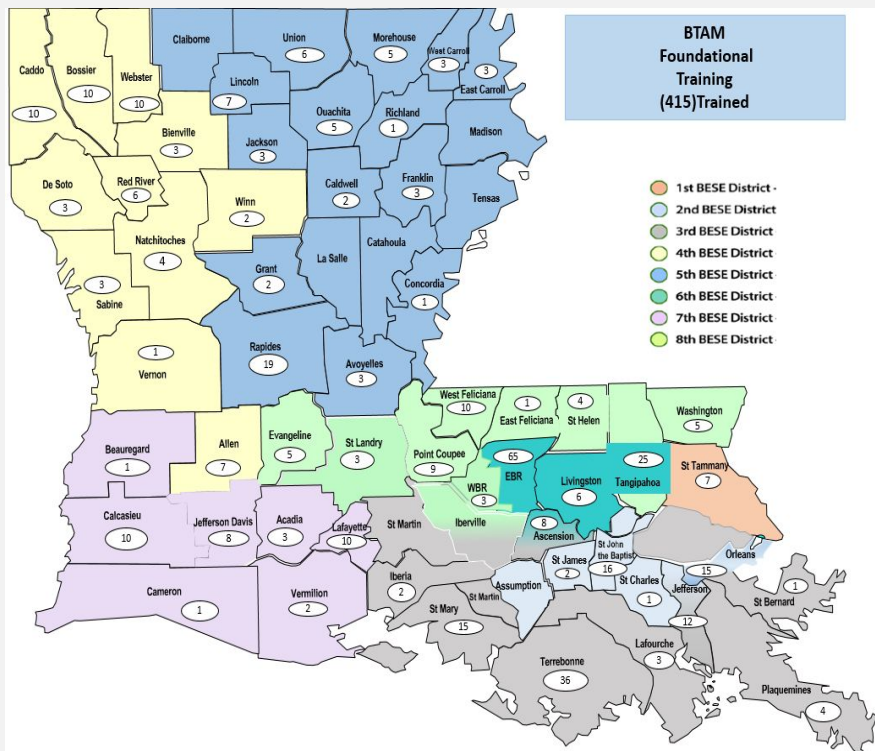 BTAM
Foundational
Training
(415)Trained
Claiborne
Union
6
Morehouse
5
West Carroll
3
3
East Carroll
Caddo
10
Bossier
10
Webster
10
Lincoln
7
Ouachita
5
Richland
1
Madison
Bienville
3
Jackson
3
De Soto
3
Red River
6
Winn
2
Caldwell
2
Franklin
3
Tensas
Natchitoches
4
Grant
2
La Salle
Catahoula
Concordia
1
3
Sabine
1
Vernon
Rapides
19
Avoyelles
3
1st BESE District -
2nd BESE District
3rd BESE District
4th BESE District
5th BESE District
6th BESE District
7th BESE District
8th BESE District
Beauregard
1
Allen
7
Evangeline
5
St Landry
3
Point Coupee
9
West Feliciana
10
1
East Feliciana
4
St Helen
Washington
5
65
EBR
WBR
3
Livingston
6
25
Tangipahoa
St Tammany
7
Calcasieu
10
Jefferson Davis
8
Acadia
3
Lafayette
10
St Martin
Iberville
8
Ascension
St James
2
St John
the Baptist
16
Orleans
15
Cameron
1
Vermilion
2
Iberia
2
St Martin
Assumption
St Charles
1
Jefferson
12
1
St Bernard
St Mary
15
Terrebonne
36
Lafourche
3
Plaquemines
4